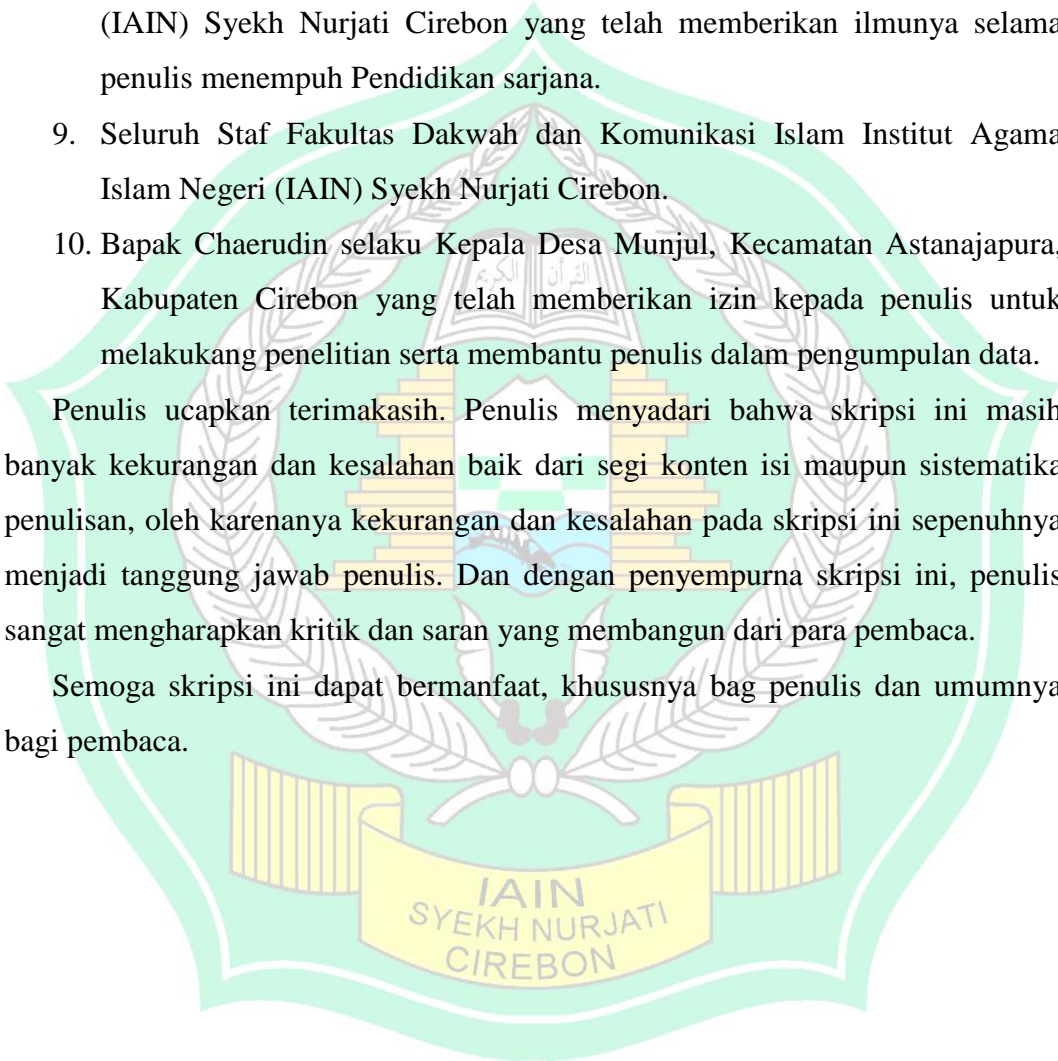 (IAIN) Syekh Nurjati Cirebon yang telah memberikan ilmunya selama
penulis menempuh Pendidikan sarjana.
9. Seluruh Staf Fakultas Dakwah dan Komunikasi Islam Institut Agama
Islam Negeri (IAIN) Syekh Nurjati Cirebon.
10. Bapak Chaerudin selaku Kepala Desa Munjul, Kecamatan Astanajapura,
Kabupaten Cirebon yang telah memberikan izin kepada penulis untuk
melakukang penelitian serta membantu penulis dalam pengumpulan data.
Penulis ucapkan terimakasih. Penulis menyadari bahwa skripsi ini masih
banyak kekurangan dan kesalahan baik dari segi konten isi maupun sistematika
penulisan, oleh karenanya kekurangan dan kesalahan pada skripsi ini sepenuhnya
menjadi tanggung jawab penulis. Dan dengan penyempurna skripsi ini, penulis
sangat mengharapkan kritik dan saran yang membangun dari para pembaca.
Semoga skripsi ini dapat bermanfaat, khususnya bag penulis dan umumnya
bagi pembaca.
القرآن الكريم
IAIN
SYEKH NURJATI
CIREBON